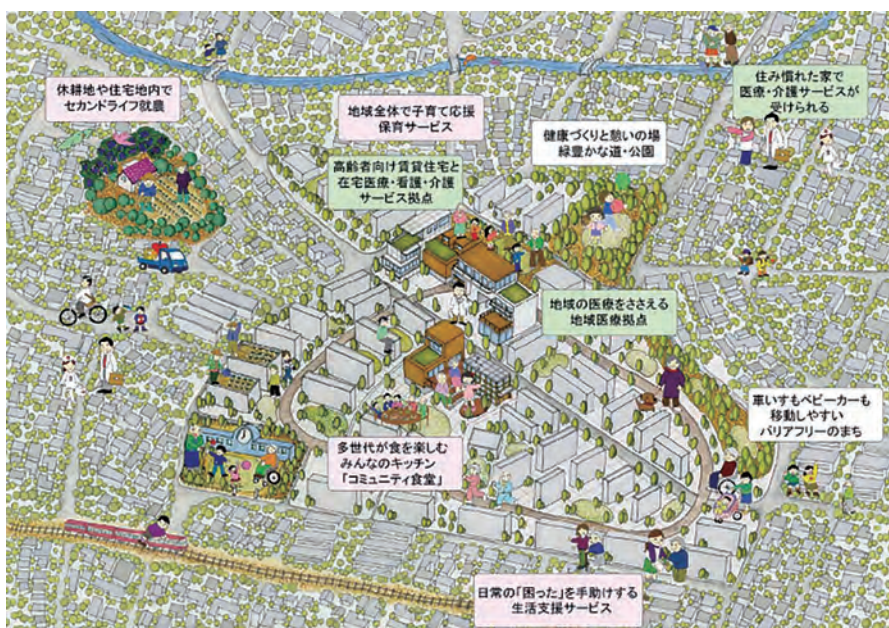 休耕地や住宅地内で
セカンドライフ就農
地域全体で子育て応援
保育サービス
高齢者向け賃貸住宅と
在宅医療・看護・介護
サービス拠点
健康づくりと憩いの場
緑豊かな道・公園
住み慣れた家で
医療・介護サービスが
受けられる
地域の医療をささえる
地域医療拠点
車いすもベビーカーも
移動しやすい
バリアフリーのまち
多世代が食を楽しむ
みんなのキッチン
「コミュニティ食堂」
日常の「困った」を手助けする
生活支援サービス